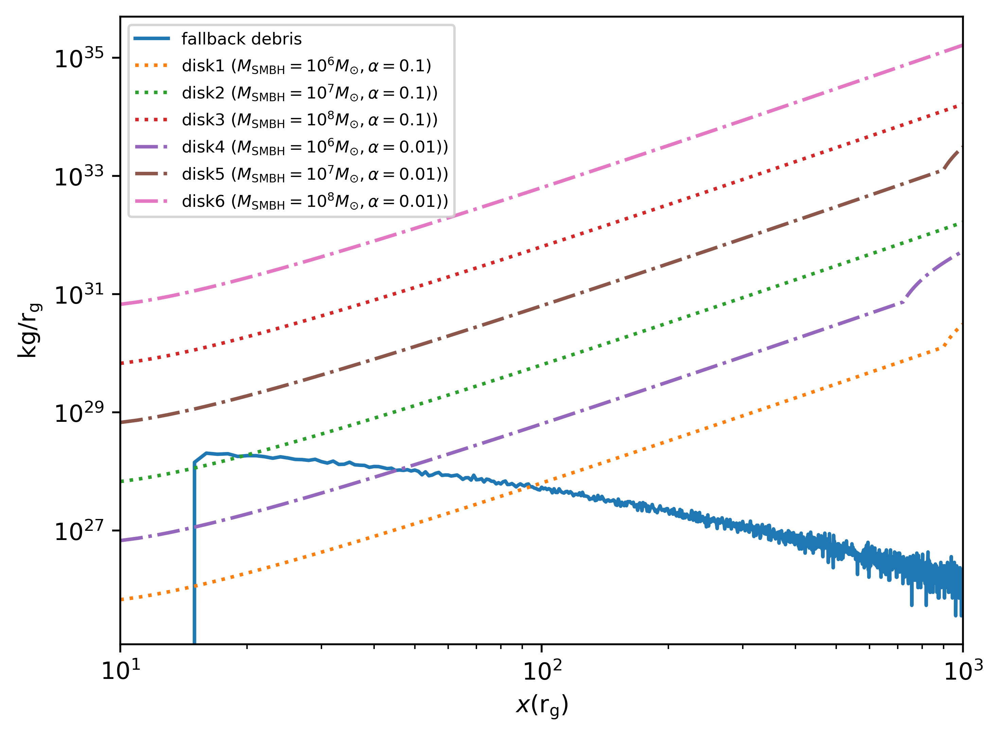 fallback debris
disk1 (M_SMBH = 10^6 M_⊙, α = 0.1)
disk2 (M_SMBH = 10^7 M_⊙, α = 0.1))
disk3 (M_SMBH = 10^8 M_⊙, α = 0.1))
disk4 (M_SMBH = 10^6 M_⊙, α = 0.01))
disk5 (M_SMBH = 10^7 M_⊙, α = 0.01))
disk6 (M_SMBH = 10^8 M_⊙, α = 0.01))
10^35
10^33
10^31
10^29
10^27
kg/r_g
10^1
10^2
10^3
x(r_g)